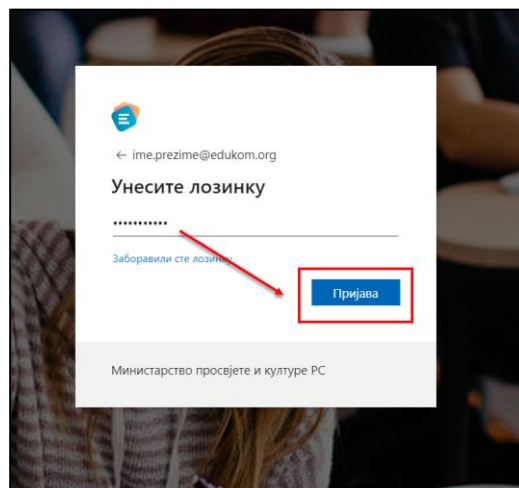 ← ime.prezime@edukom.org
Унесите лозинку
•••••••••••
Заборавили сте лозинку
Пријава
Министарство просвјете и културе РС